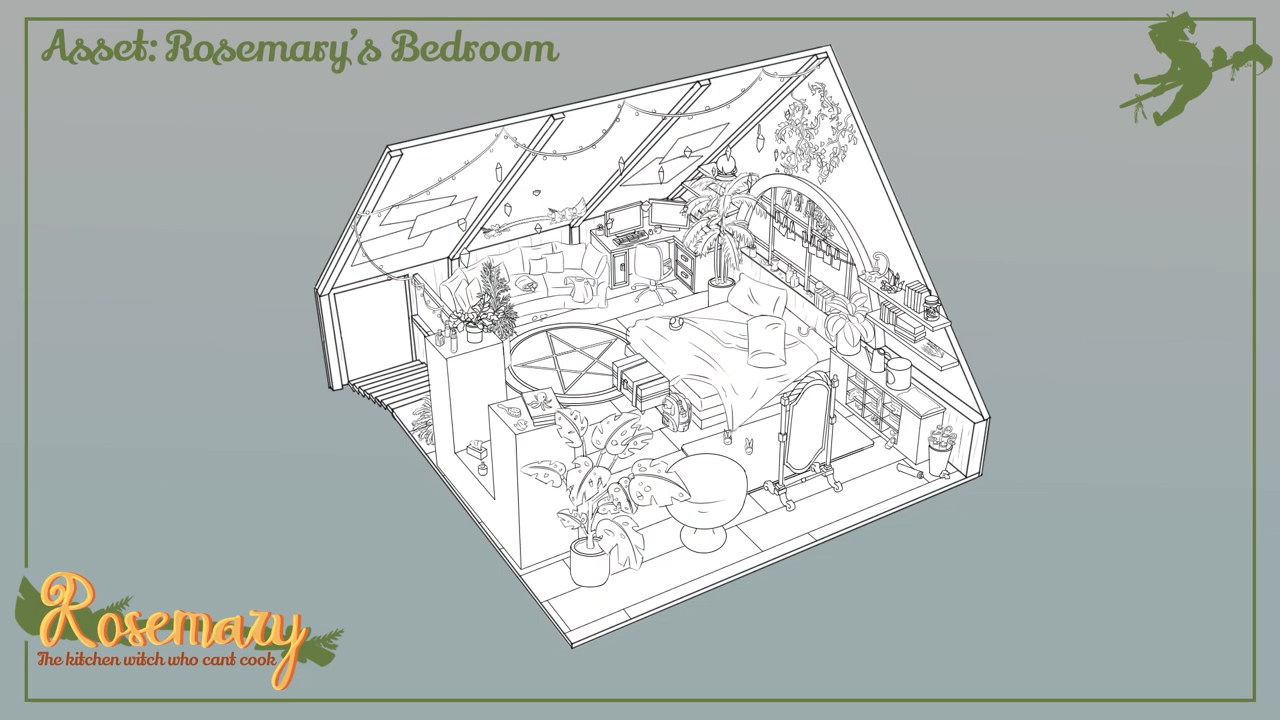 Asset: Rosemary's Bedroom
Rosemary
The kitchen witch who cant cook